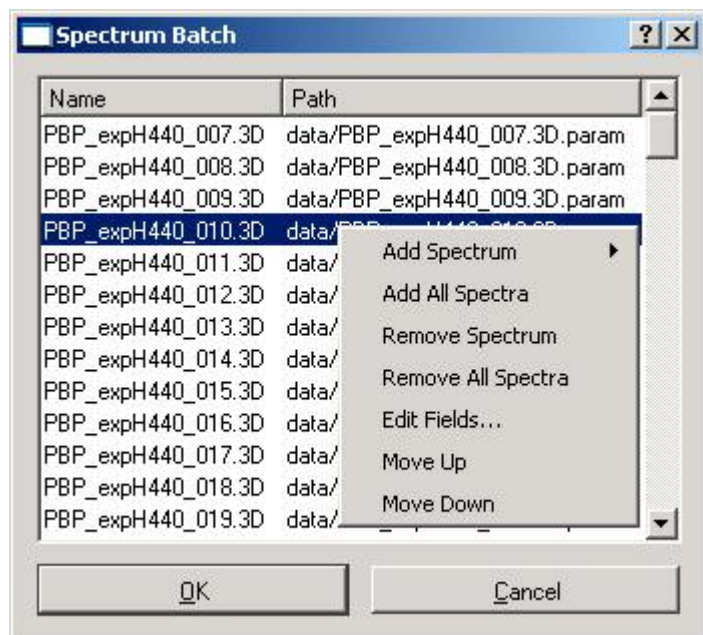 Spectrum Batch
Name Path
PBP_expH440_007.3D data/PBP_expH440_007.3D.param
PBP_expH440_008.3D data/PBP_expH440_008.3D.param
PBP_expH440_009.3D data/PBP_expH440_009.3D.param
PBP_expH440_010.3D data/
PBP_expH440_011.3D data/
PBP_expH440_012.3D data/
PBP_expH440_013.3D data/
PBP_expH440_014.3D data/
PBP_expH440_015.3D data/
PBP_expH440_016.3D data/
PBP_expH440_017.3D data/
PBP_expH440_018.3D data/
PBP_expH440_019.3D data/
Add Spectrum
Add All Spectra
Remove Spectrum
Remove All Spectra
Edit Fields...
Move Up
Move Down
OK Cancel